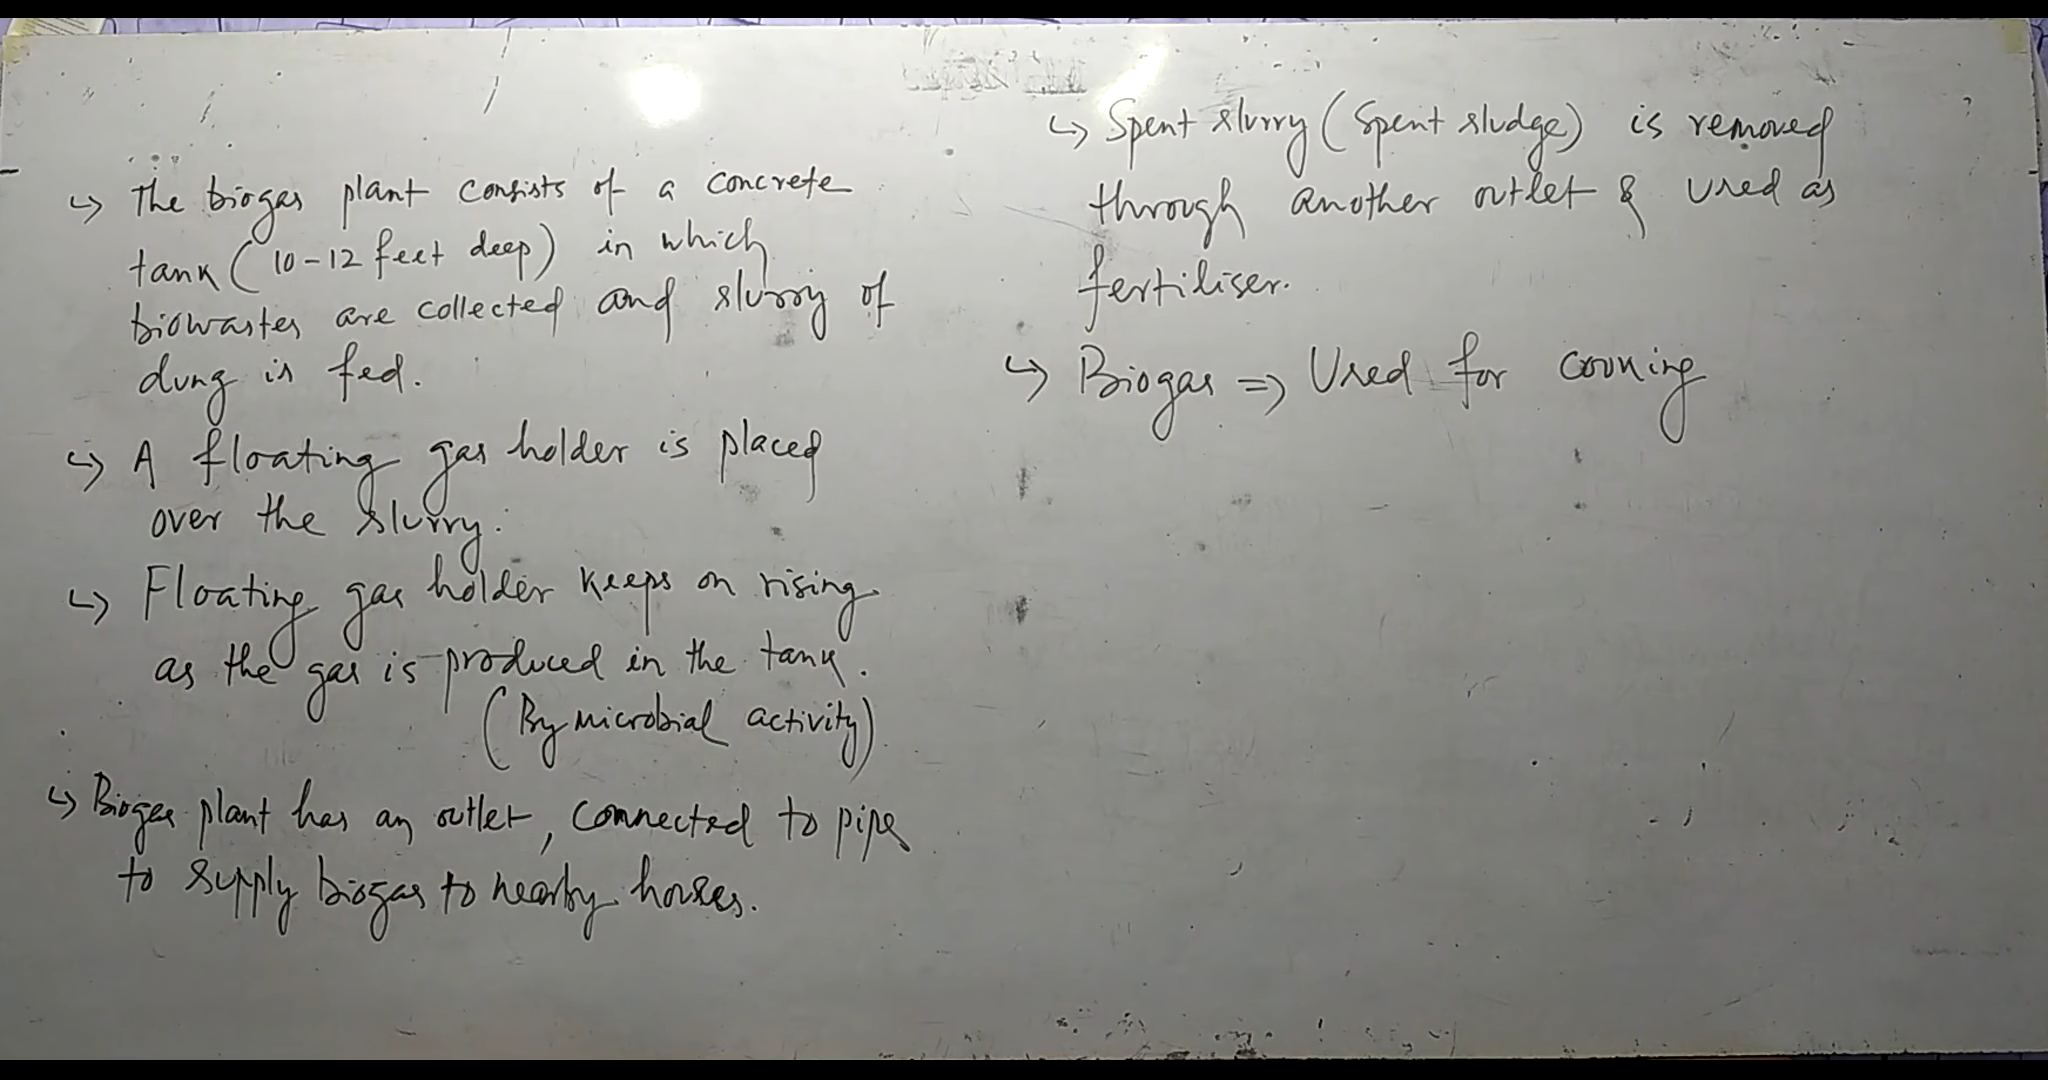 ↳ The biogas plant consists of a concrete
tank (10-12 feet deep) in which
biowastes are collected and slurry of
dung is fed.
↳ A floating gas holder is placed
over the slurry.
↳ Floating gas holder keeps on rising
as the gas is produced in the tank.
(By microbial activity)
↳ Biogas plant has an outlet, connected to pipe
to supply biogas to nearby houses.
↳ Spent slurry (Spent sludge) is removed
through another outlet & used as
fertiliser.
↳ Biogas ⇒ Used for cooking